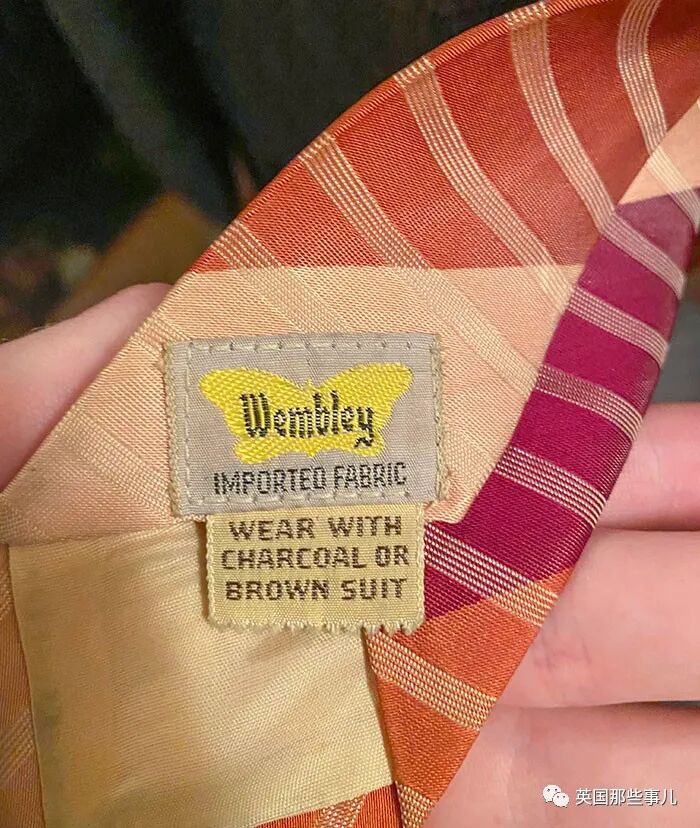 Wembley
IMPORTED FABRIC
WEAR WITH
CHARCOAL OR
BROWN SUIT
英国那些事儿